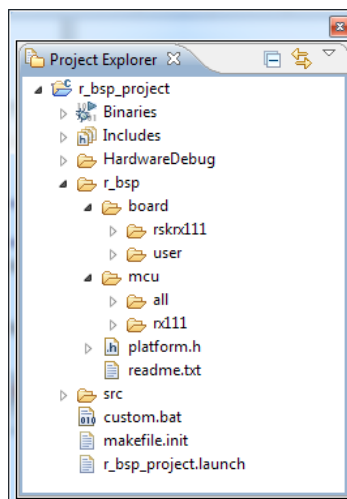 Project Explorer
r_bsp_project
Binaries
Includes
HardwareDebug
r_bsp
board
rskrx111
user
mcu
all
rx111
platform.h
readme.txt
src
custom.bat
makefile.init
r_bsp_project.launch